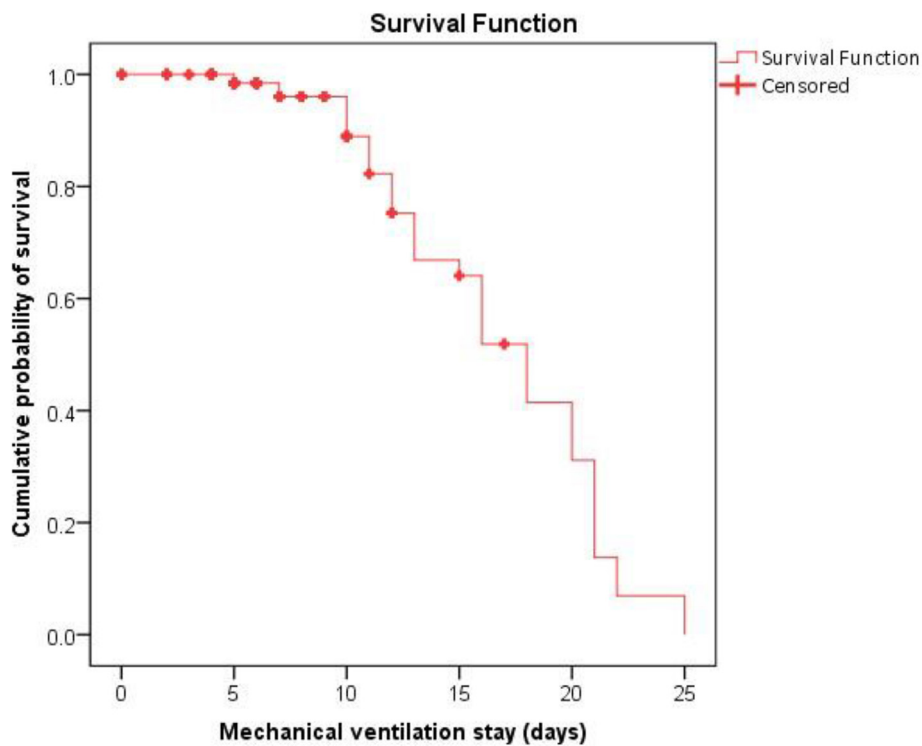 Survival Function
Survival Function
Censored
Cumulative probability of survival
1.0
0.8
0.6
0.4
0.2
0.0
0 5 10 15 20 25
Mechanical ventilation stay (days)